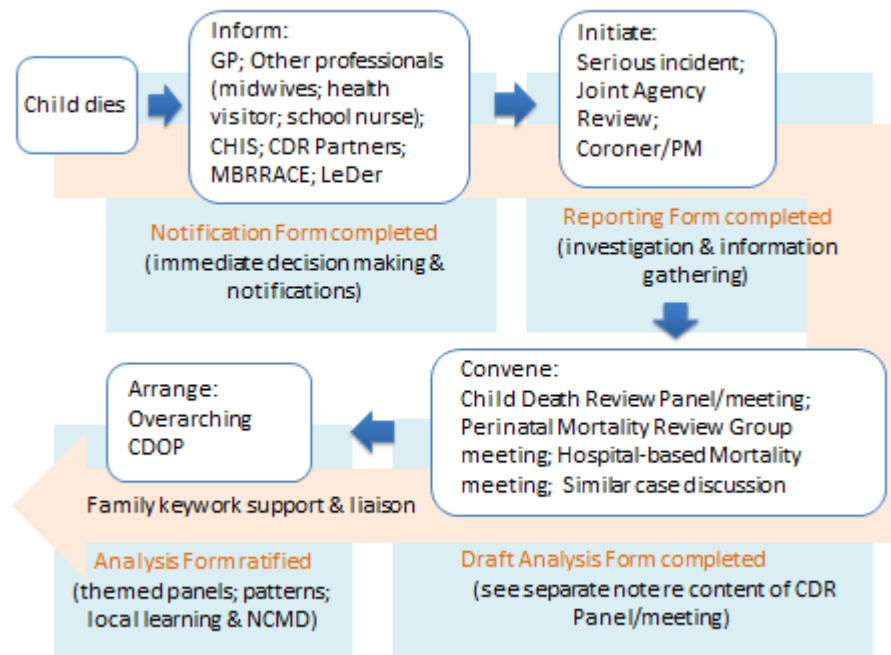 Child dies
Inform:
GP; Other professionals
(midwives; health
visitor; school nurse);
CHIS; CDR Partners;
MBRRACE; LeDer
Initiate:
Serious incident;
Joint Agency
Review;
Coroner/PM
Notification Form completed
(immediate decision making &
notifications)
Reporting Form completed
(investigation & information
gathering)
Convene:
Child Death Review Panel/meeting;
Perinatal Mortality Review Group
meeting; Hospital-based Mortality
meeting; Similar case discussion
Arrange:
Overarching
CDOP
Family keywork support & liaison
Draft Analysis Form completed
(see separate note re content of CDR
Panel/meeting)
Analysis Form ratified
(themed panels; patterns;
local learning & NCMD)